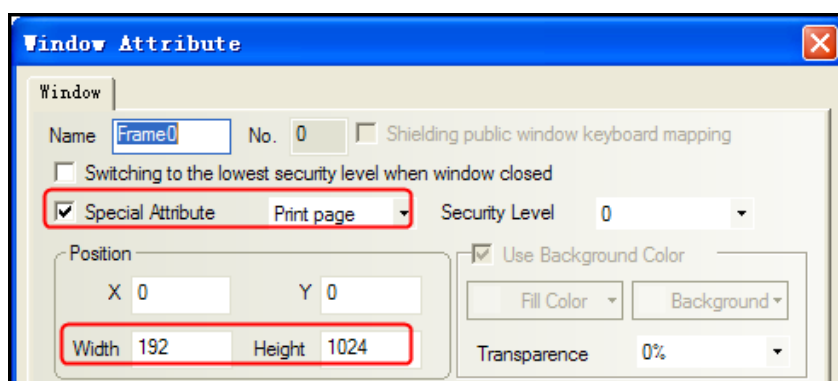 Window Attribute
Window
Name Frame0 No. 0 Shielding public window keyboard mapping
Switching to the lowest security level when window closed
Special Attribute Print page Security Level 0
Position Use Background Color
X 0 Y 0 Fill Color Background
Width 192 Height 1024 Transparence 0%